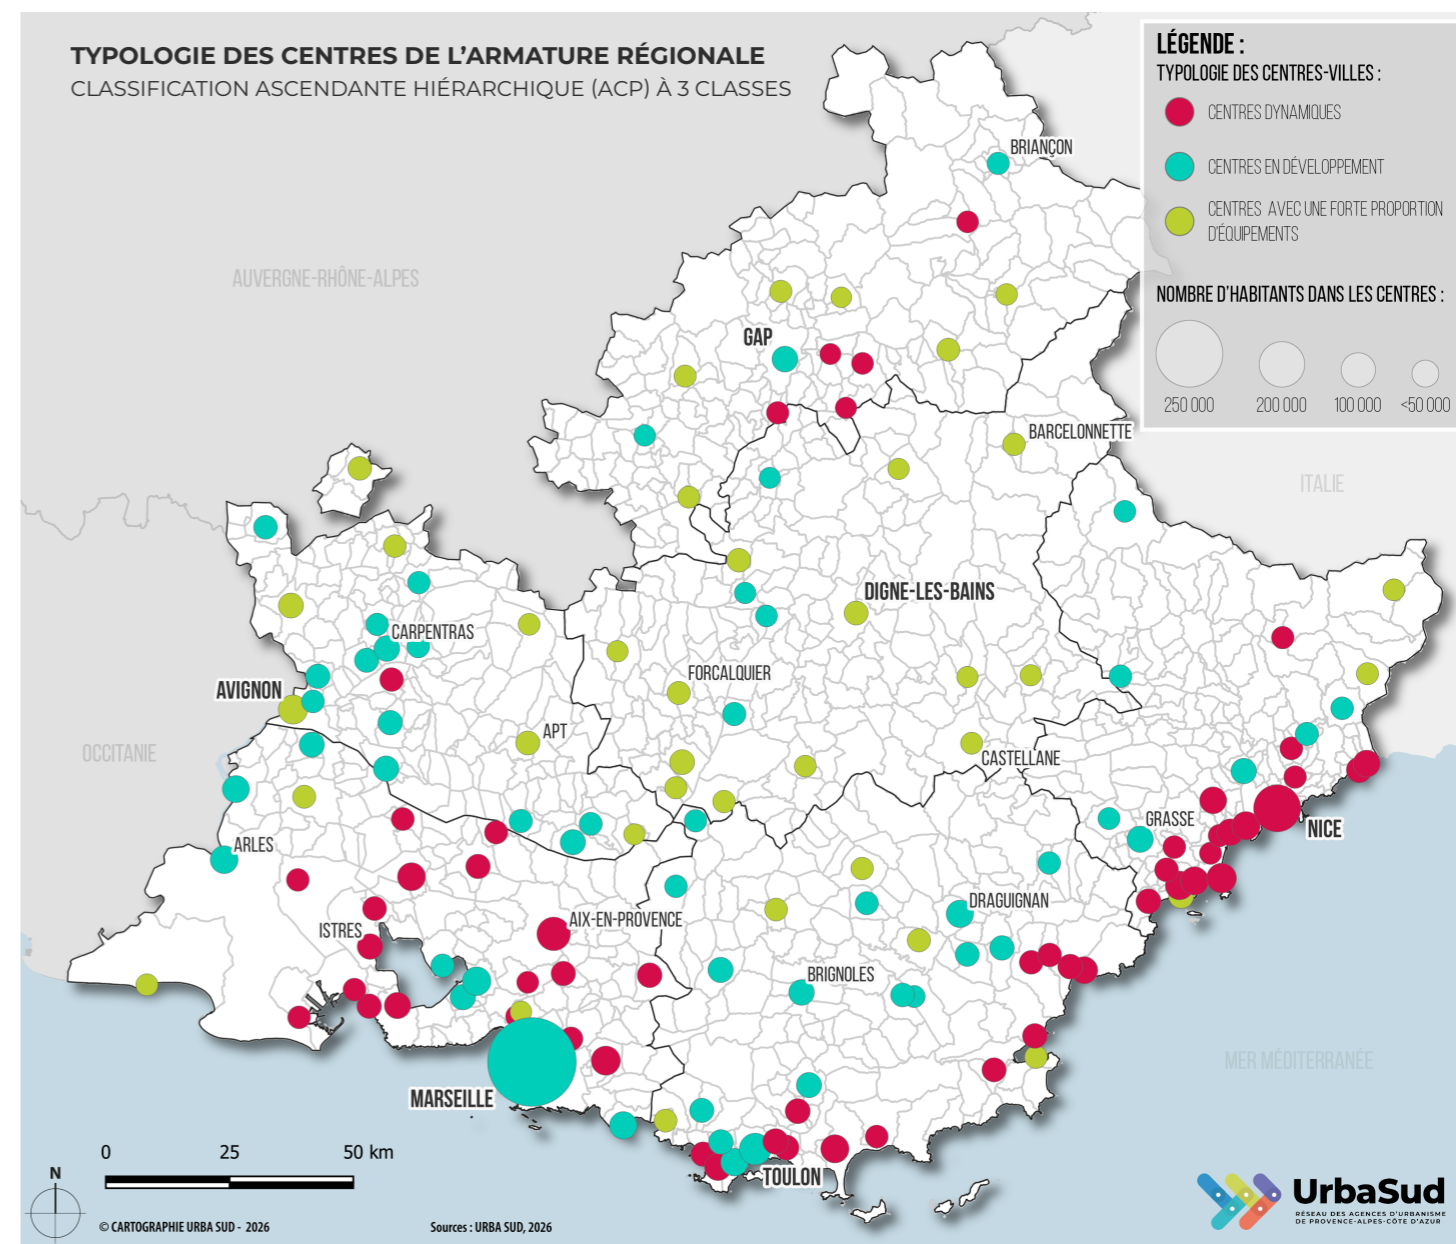 TYPOLOGIE DES CENTRES DE L’ARMATURE RÉGIONALE
CLASSIFICATION ASCENDANTE HIÉRARCHIQUE (ACP) À 3 CLASSES
LÉGENDE :
TYPOLOGIE DES CENTRES-VILLES :
CENTRES DYNAMIQUES
CENTRES EN DÉVELOPPEMENT
CENTRES AVEC UNE FORTE PROPORTION
D'ÉQUIPEMENTS
NOMBRE D'HABITANTS DANS LES CENTRES :
250 000
200 000
100 000
<50 000
BRIANÇON
AUVERGNE-RHÔNE-ALPES
GAP
BARCELONNETTE
ITALIE
DIGNE-LES-BAINS
CARPENTRAS
FORCALQUIER
AVIGNON
APT
OCCITANIE
CASTELLANE
GRASSE
NICE
ARLES
DRAGUIGNAN
AIX-EN-PROVENCE
ISTRES
BRIGNOLES
MER MÉDITERRANÉE
MARSEILLE
TOULON
0
25
50 km
N
© CARTOGRAPHIE URBA SUD - 2026
Sources : URBA SUD, 2026
UrbaSud
RÉSEAU DES AGENCES D'URBANISME
DE PROVENCE-ALPES-CÔTE D'AZUR